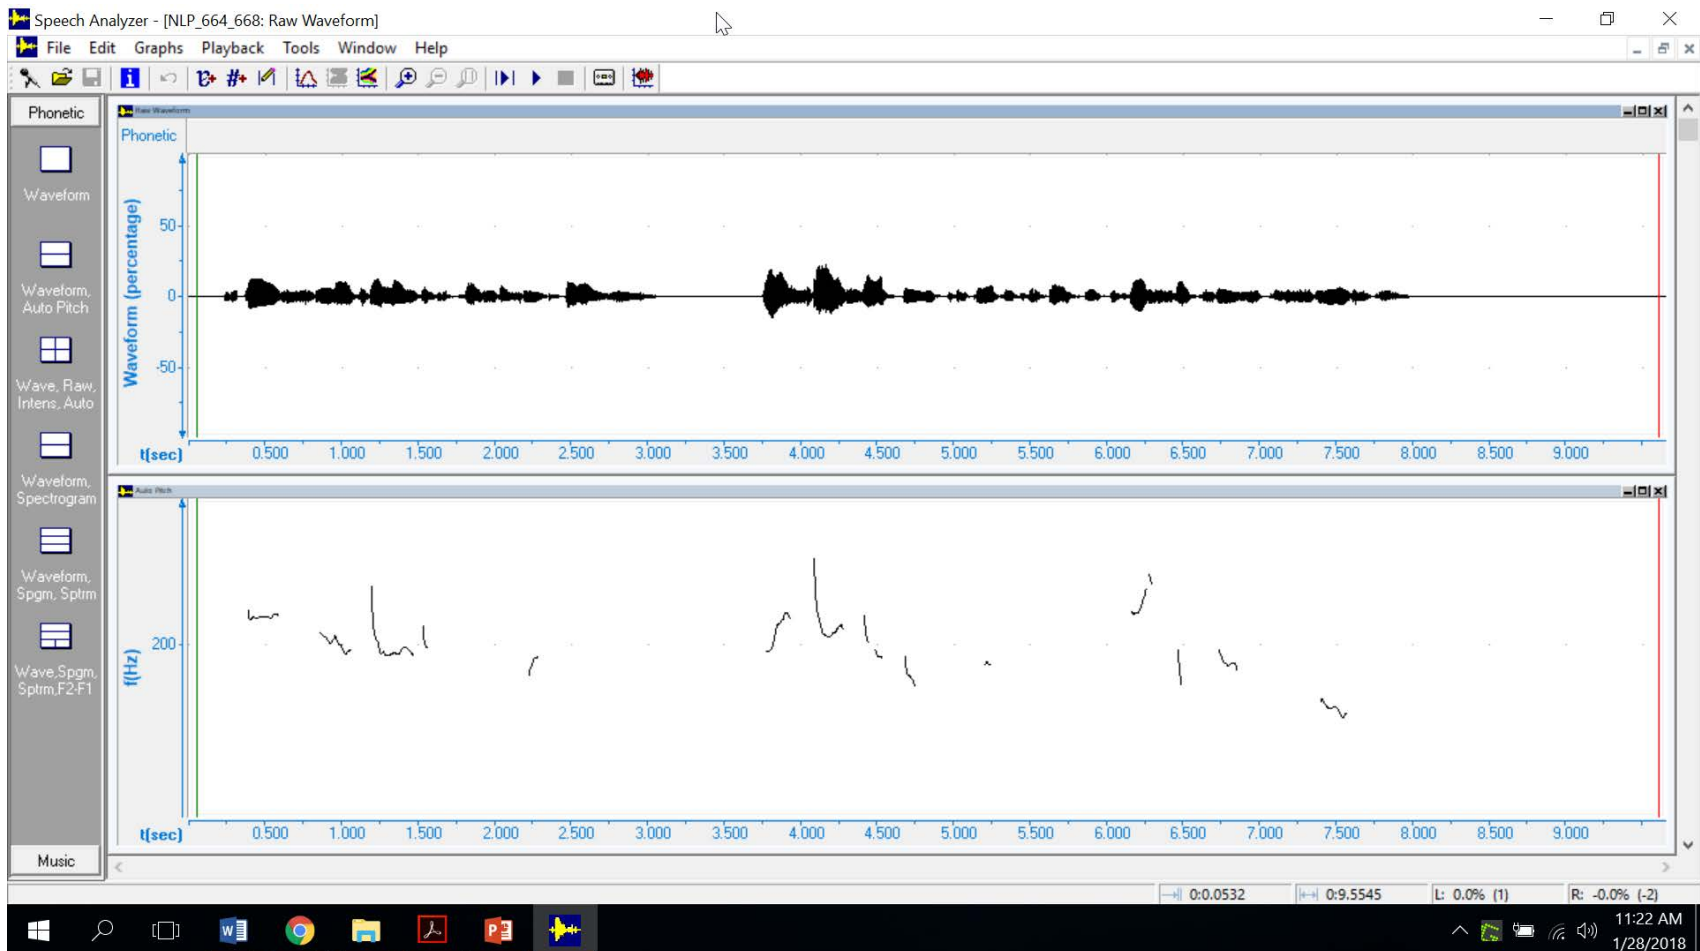 Speech Analyzer - [NLP_664_668: Raw Waveform]
File Edit Graphs Playback Tools Window Help
Phonetic
Waveform
Waveform,
Auto Pitch
Wave, Raw,
Intens, Auto
Waveform,
Spectrogram
Waveform,
Spgm, Sptrm
Wave,Spgm,
Sptrm,F2-F1
Music
Raw Waveform
Phonetic
Waveform (percentage)
50
0
-50
t(sec) 0.500 1.000 1.500 2.000 2.500 3.000 3.500 4.000 4.500 5.000 5.500 6.000 6.500 7.000 7.500 8.000 8.500 9.000
Auto Pitch
f(Hz)
200
t(sec) 0.500 1.000 1.500 2.000 2.500 3.000 3.500 4.000 4.500 5.000 5.500 6.000 6.500 7.000 7.500 8.000 8.500 9.000
0:0.0532 0:9.5545 L: 0.0% (1) R: -0.0% (-2)
11:22 AM
1/28/2018